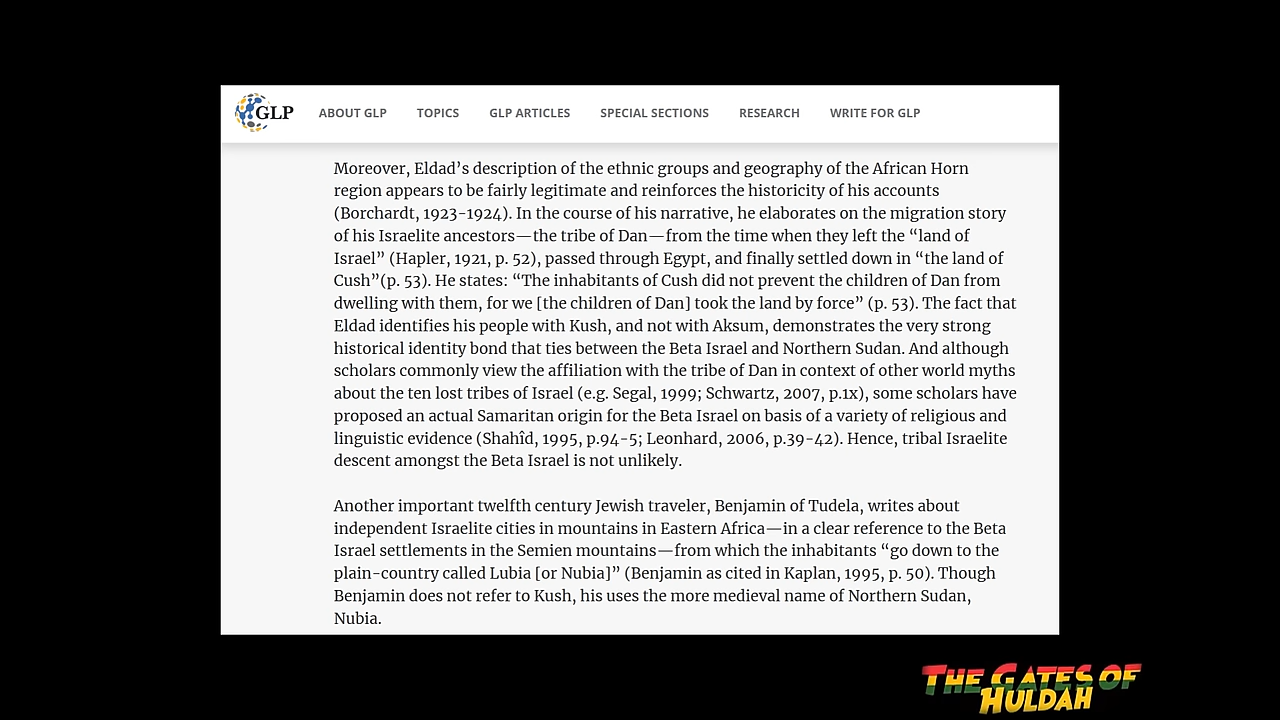 GLP ABOUT GLP TOPICS GLP ARTICLES SPECIAL SECTIONS RESEARCH WRITE FOR GLP
Moreover, Eldad’s description of the ethnic groups and geography of the African Horn
region appears to be fairly legitimate and reinforces the historicity of his accounts
(Borchardt, 1923-1924). In the course of his narrative, he elaborates on the migration story
of his Israelite ancestors—the tribe of Dan—from the time when they left the “land of
Israel” (Hapler, 1921, p. 52), passed through Egypt, and finally settled down in “the land of
Cush”(p. 53). He states: “The inhabitants of Cush did not prevent the children of Dan from
dwelling with them, for we [the children of Dan] took the land by force” (p. 53). The fact that
Eldad identifies his people with Kush, and not with Aksum, demonstrates the very strong
historical identity bond that ties between the Beta Israel and Northern Sudan. And although
scholars commonly view the affiliation with the tribe of Dan in context of other world myths
about the ten lost tribes of Israel (e.g. Segal, 1999; Schwartz, 2007, p.1x), some scholars have
proposed an actual Samaritan origin for the Beta Israel on basis of a variety of religious and
linguistic evidence (Shahîd, 1995, p.94-5; Leonhard, 2006, p.39-42). Hence, tribal Israelite
descent amongst the Beta Israel is not unlikely.
Another important twelfth century Jewish traveler, Benjamin of Tudela, writes about
independent Israelite cities in mountains in Eastern Africa—in a clear reference to the Beta
Israel settlements in the Semien mountains—from which the inhabitants “go down to the
plain-country called Lubia [or Nubia]” (Benjamin as cited in Kaplan, 1995, p. 50). Though
Benjamin does not refer to Kush, his uses the more medieval name of Northern Sudan,
Nubia.
THE GATES OF
HULDAH